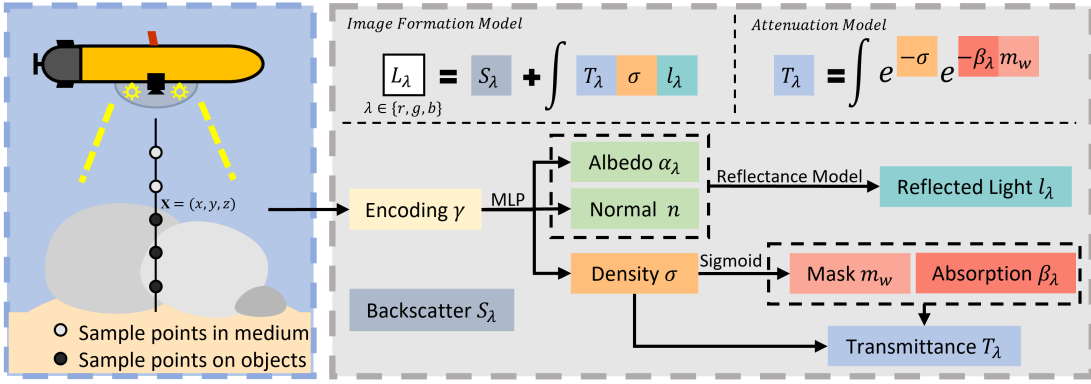 𝐱 = (x, y, z)
Sample points in medium
Sample points on objects
Image Formation Model
L_λ = S_λ + ∫ T_λ σ l_λ
λ ∈ {r, g, b}
Attenuation Model
T_λ = ∫ e^{-σ} e^{-β_λ m_w}
Encoding γ
MLP
Albedo α_λ
Normal n
Reflectance Model
Reflected Light l_λ
Density σ
Sigmoid
Mask m_w
Absorption β_λ
Backscatter S_λ
Transmittance T_λ